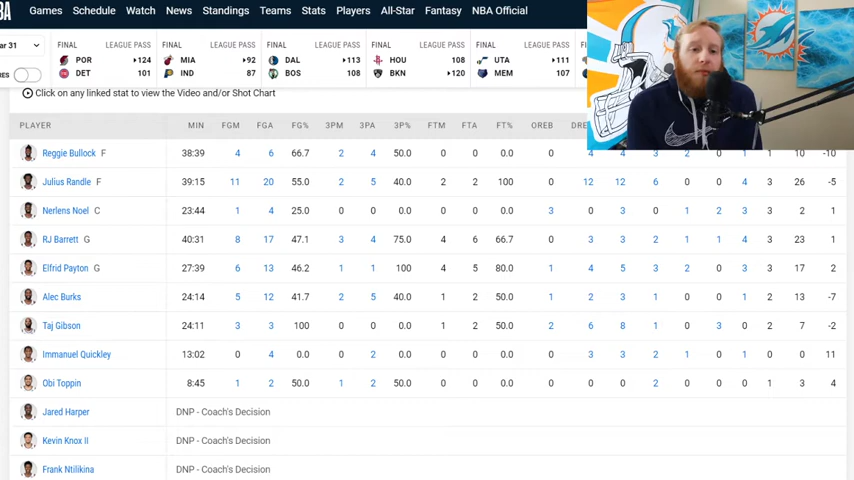 Games Schedule Watch News Standings Teams Stats Players All-Star Fantasy NBA Official
ar 31 FINAL LEAGUE PASS FINAL LEAGUE PASS FINAL LEAGUE PASS FINAL LEAGUE PASS FINAL LEAGUE PASS FINAL
POR 124 MIA 92 DAL 113 HOU 108 UTA 111
RES DET 101 IND 87 BOS 108 BKN 120 MEM 107
Click on any linked stat to view the Video and/or Shot Chart
PLAYER MIN FGM FGA FG% 3PM 3PA 3P% FTM FTA FT% OREB DRE
Reggie Bullock F 38:39 4 6 66.7 2 4 50.0 0 0 0.0 0 4 4 3 2 0 1 1 10 -10
Julius Randle F 39:15 11 20 55.0 2 5 40.0 2 2 100 0 12 12 6 0 0 4 3 26 -5
Nerlens Noel C 23:44 1 4 25.0 0 0 0.0 0 0 0.0 3 0 3 0 1 2 3 3 2 1
RJ Barrett G 40:31 8 17 47.1 3 4 75.0 4 6 66.7 0 3 3 2 1 1 4 3 23 1
Elfrid Payton G 27:39 6 13 46.2 1 1 100 4 5 80.0 1 4 5 3 2 0 3 3 17 2
Alec Burks 24:14 5 12 41.7 2 5 40.0 1 2 50.0 1 2 3 1 0 0 1 2 13 -7
Taj Gibson 24:11 3 3 100 0 0 0.0 1 2 50.0 2 6 8 1 0 3 0 2 7 -2
Immanuel Quickley 13:02 0 4 0.0 0 2 0.0 0 0 0.0 0 3 3 2 1 0 1 0 0 11
Obi Toppin 8:45 1 2 50.0 1 2 50.0 0 0 0.0 0 0 0 2 0 0 0 1 3 4
Jared Harper DNP - Coach's Decision
Kevin Knox II DNP - Coach's Decision
Frank Ntilikina DNP - Coach's Decision